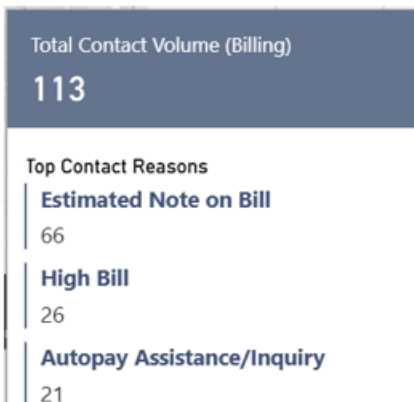 Total Contact Volume (Billing)
113
Top Contact Reasons
Estimated Note on Bill
66
High Bill
26
Autopay Assistance/Inquiry
21